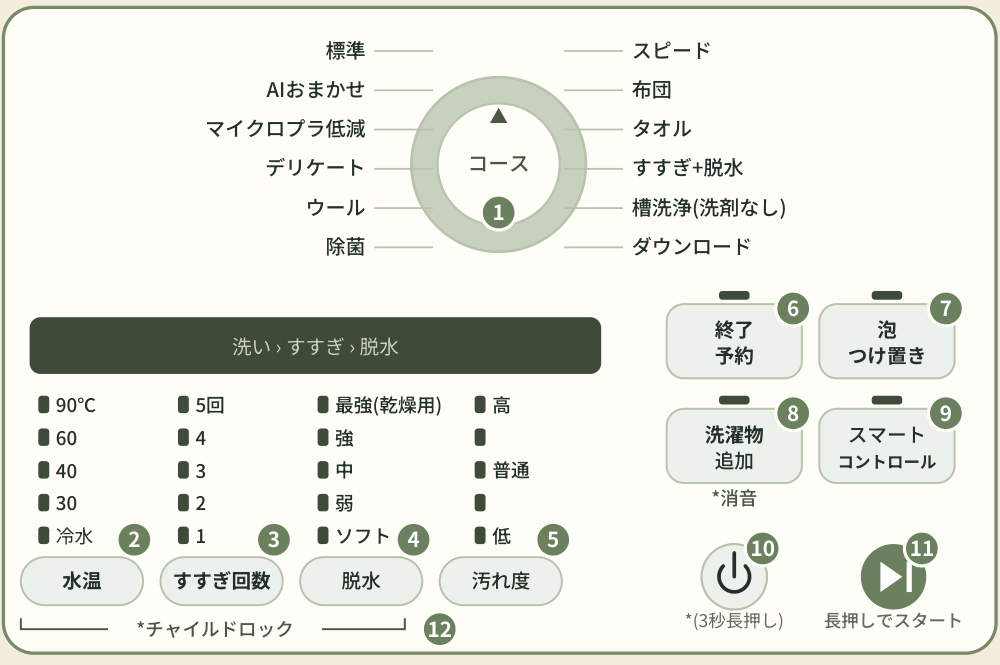 標準
AIおまかせ
マイクロプラ低減
デリケート
ウール
除菌
コース
1
スピード
布団
タオル
すすぎ+脱水
槽洗浄(洗剤なし)
ダウンロード
洗い › すすぎ › 脱水
90℃
60
40
30
冷水
2
水温
5回
4
3
2
1
3
すすぎ回数
最強(乾燥用)
強
中
弱
ソフト
4
脱水
高
普通
低
5
汚れ度
*チャイルドロック
12
6
終了
予約
7
泡
つけ置き
8
洗濯物
追加
*消音
9
スマート
コントロール
10
*(3秒長押し)
11
長押しでスタート